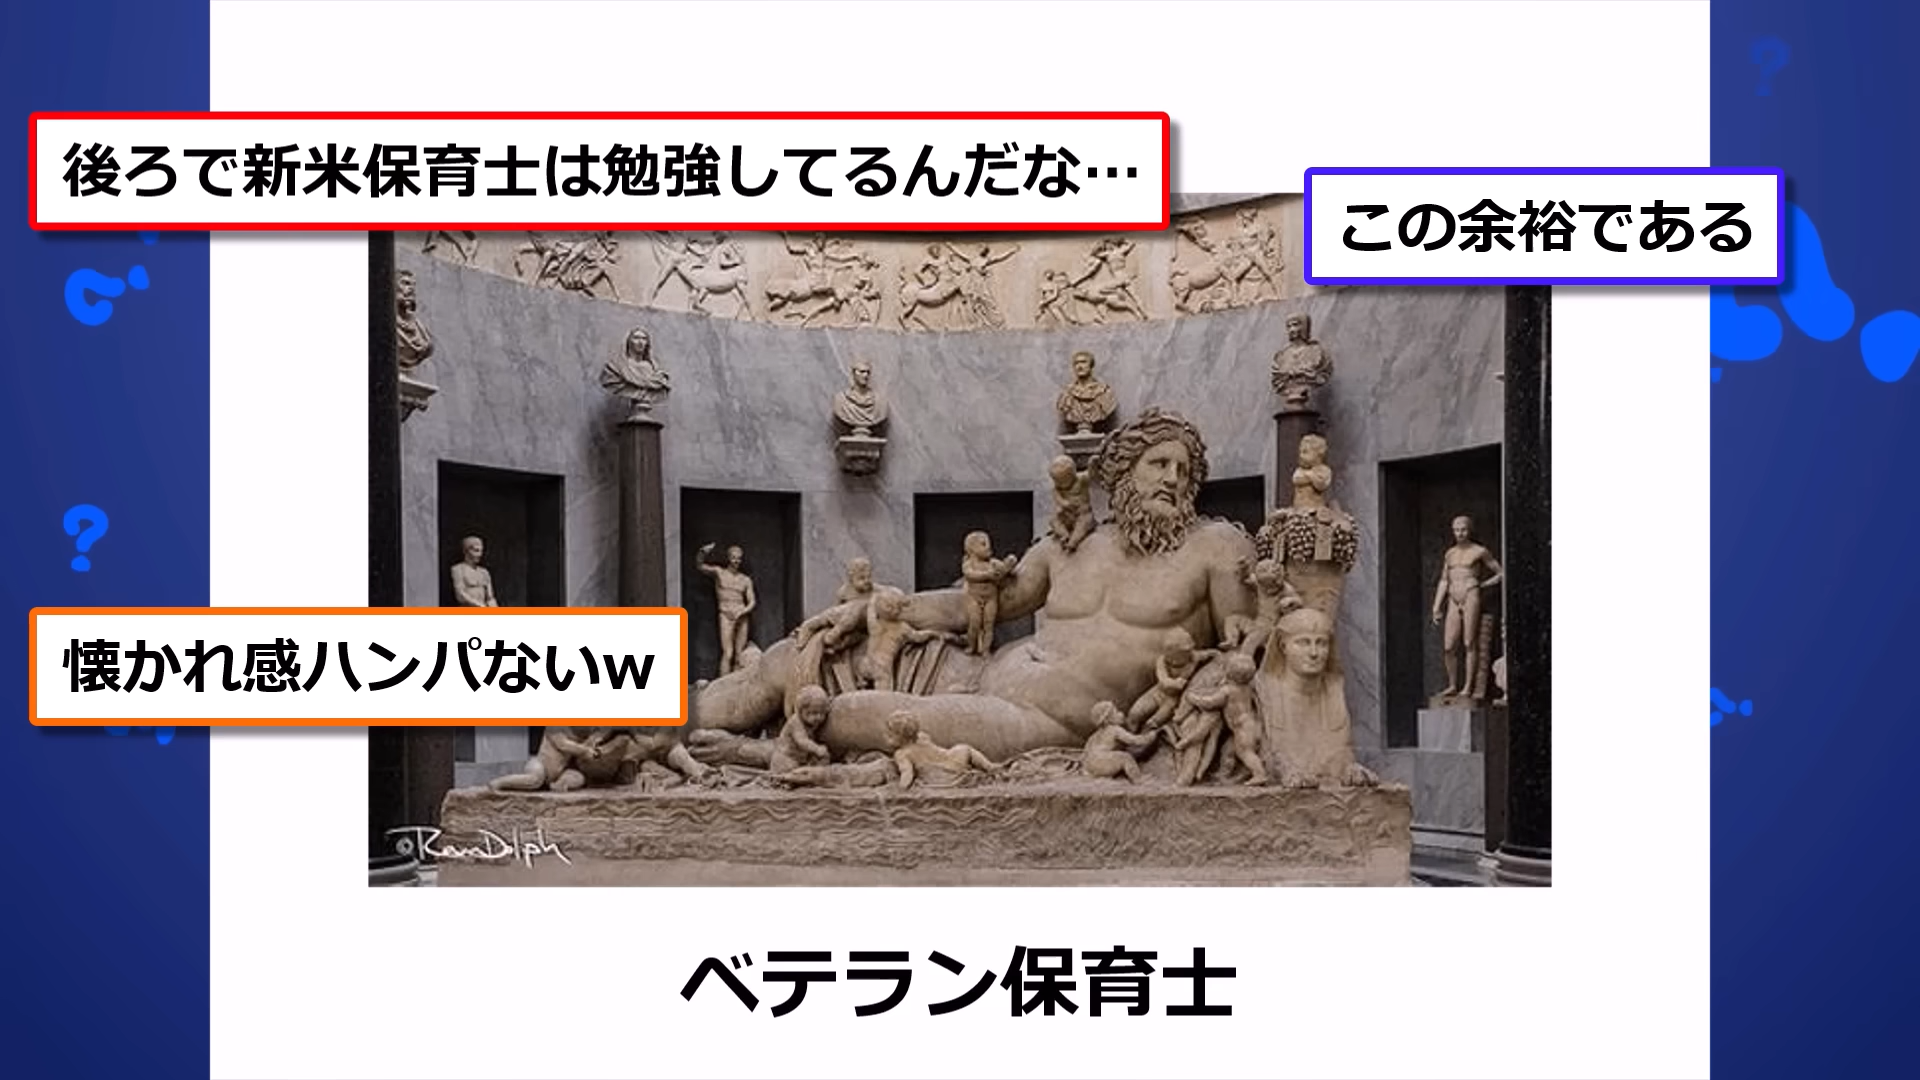 後ろで新米保育士は勉強してるんだな…
この余裕である
懐かれ感ハンパないw
©RanDolph
ベテラン保育士